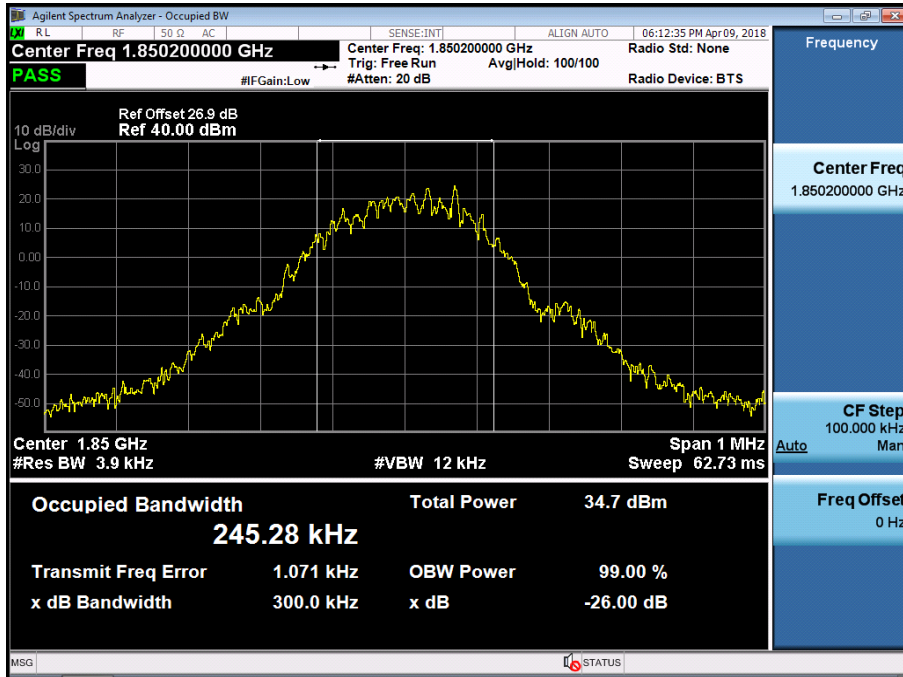 Agilent Spectrum Analyzer - Occupied BW
LXI RL RF 50 Ω AC SENSE:INT ALIGN AUTO 06:12:35 PM Apr 09, 2018
Center Freq 1.850200000 GHz
Center Freq: 1.850200000 GHz Radio Std: None
Trig: Free Run Avg|Hold: 100/100
PASS #IFGain:Low #Atten: 20 dB Radio Device: BTS
Frequency
Ref Offset 26.9 dB
10 dB/div Ref 40.00 dBm
Log
30.0
20.0
10.0
0.00
-10.0
-20.0
-30.0
-40.0
-50.0
Center 1.85 GHz Span 1 MHz
#Res BW 3.9 kHz #VBW 12 kHz Sweep 62.73 ms
Occupied Bandwidth Total Power 34.7 dBm
245.28 kHz
Transmit Freq Error 1.071 kHz OBW Power 99.00 %
x dB Bandwidth 300.0 kHz x dB -26.00 dB
Center Freq
1.850200000 GHz
CF Step
100.000 kHz
Auto Man
Freq Offset
0 Hz
MSG STATUS